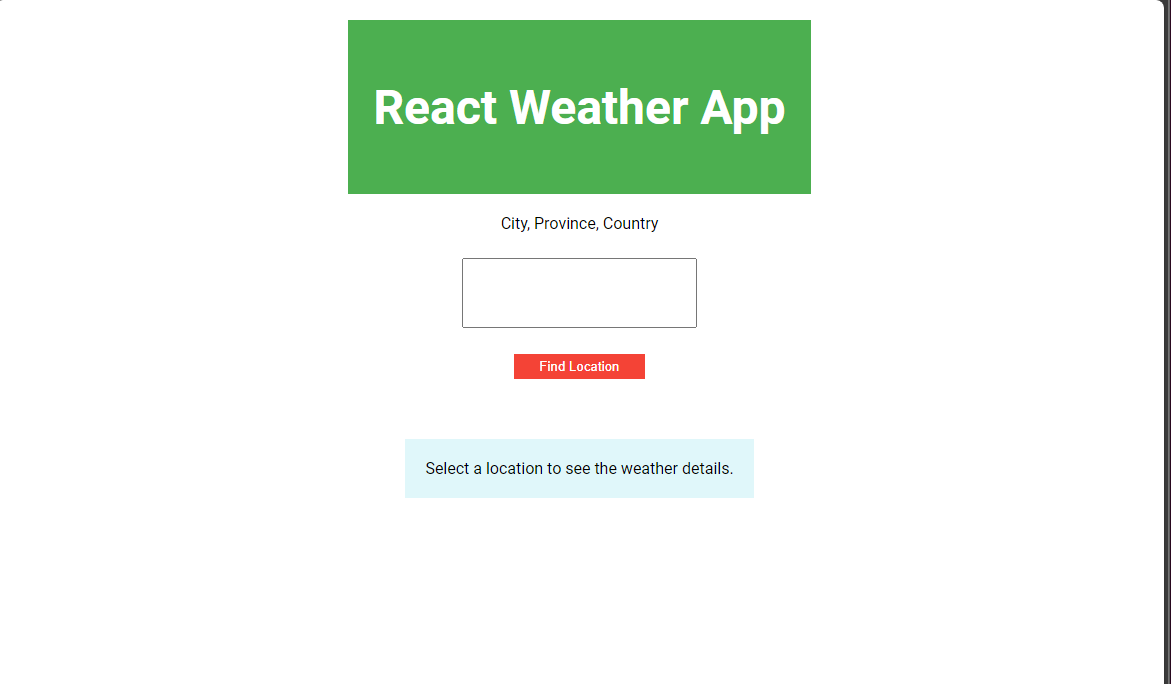 React Weather App
City, Province, Country
Find Location
Select a location to see the weather details.